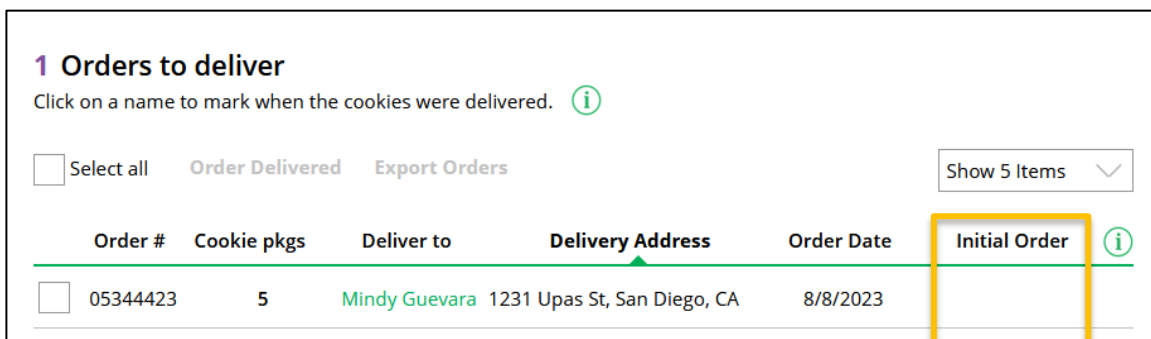 1 Orders to deliver
Click on a name to mark when the cookies were delivered. i
Select all Order Delivered Export Orders Show 5 Items
Order # Cookie pkgs Deliver to Delivery Address Order Date Initial Order i
05344423 5 Mindy Guevara 1231 Upas St, San Diego, CA 8/8/2023